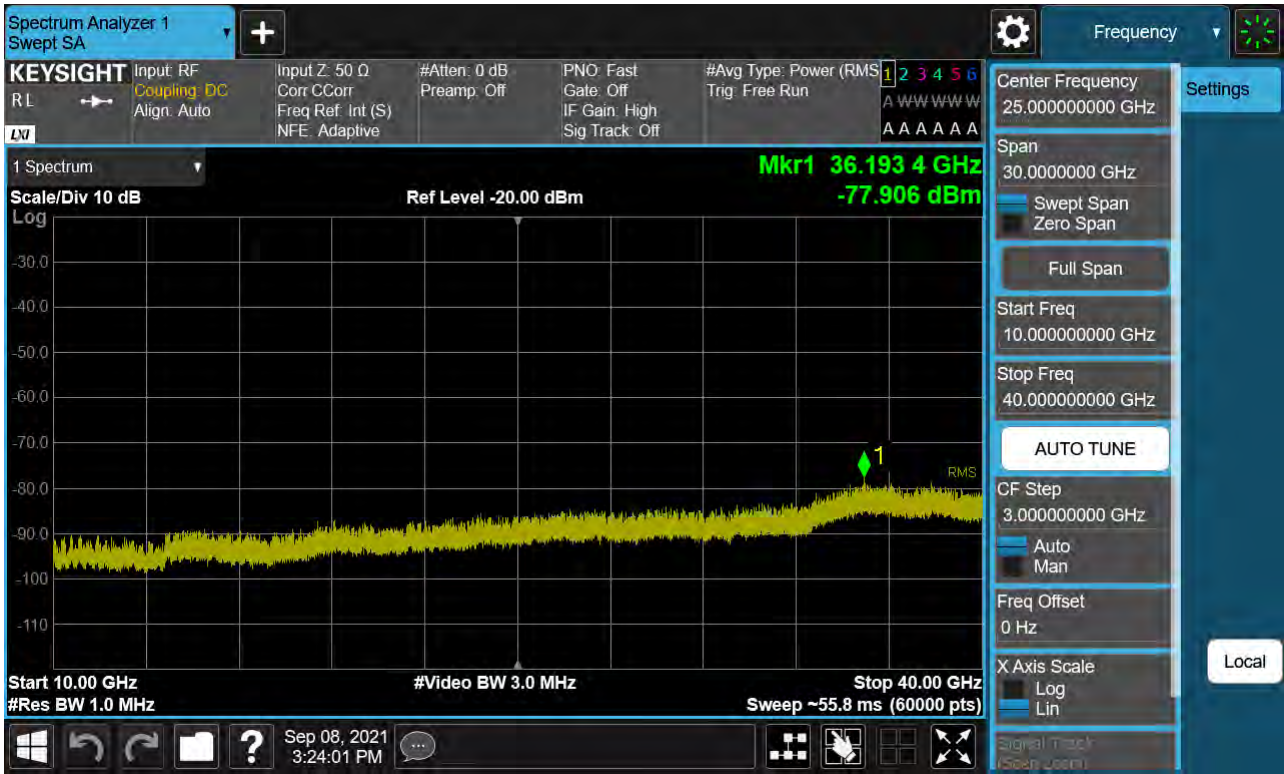 Spectrum Analyzer 1
Swept SA
+
Frequency
KEYSIGHT
RL
LXI
Input: RF
Coupling: DC
Align: Auto
Input Z: 50 Ω
Corr CCorr
Freq Ref: Int (S)
NFE: Adaptive
#Atten: 0 dB
Preamp: Off
PNO: Fast
Gate: Off
IF Gain: High
Sig Track: Off
#Avg Type: Power (RMS
Trig: Free Run
1 2 3 4 5 6
A W W W W W
A A A A A A
1 Spectrum
Scale/Div 10 dB
Ref Level -20.00 dBm
Mkr1 36.193 4 GHz
-77.906 dBm
Log
-30.0
-40.0
-50.0
-60.0
-70.0
-80.0
-90.0
-100
-110
1
RMS
Start 10.00 GHz
#Video BW 3.0 MHz
Stop 40.00 GHz
#Res BW 1.0 MHz
Sweep ~55.8 ms (60000 pts)
Center Frequency
25.000000000 GHz
Span
30.0000000 GHz
Swept Span
Zero Span
Full Span
Start Freq
10.000000000 GHz
Stop Freq
40.000000000 GHz
AUTO TUNE
CF Step
3.000000000 GHz
Auto
Man
Freq Offset
0 Hz
X Axis Scale
Log
Lin
Signal Track
(Span Zoom)
Settings
Local
?
Sep 08, 2021
3:24:01 PM